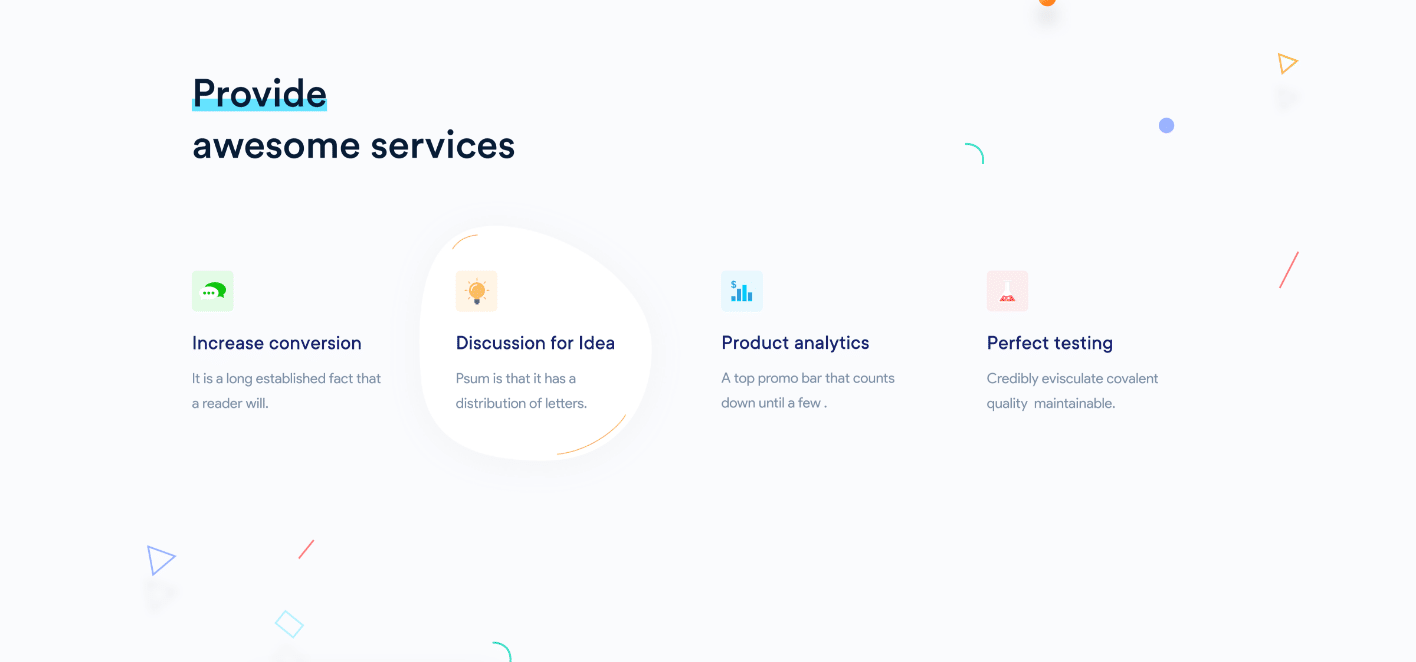 Provide
awesome services
Increase conversion
It is a long established fact that
a reader will.
Discussion for Idea
Psum is that it has a
distribution of letters.
$
Product analytics
A top promo bar that counts
down until a few .
Perfect testing
Credibly evisculate covalent
quality  maintainable.